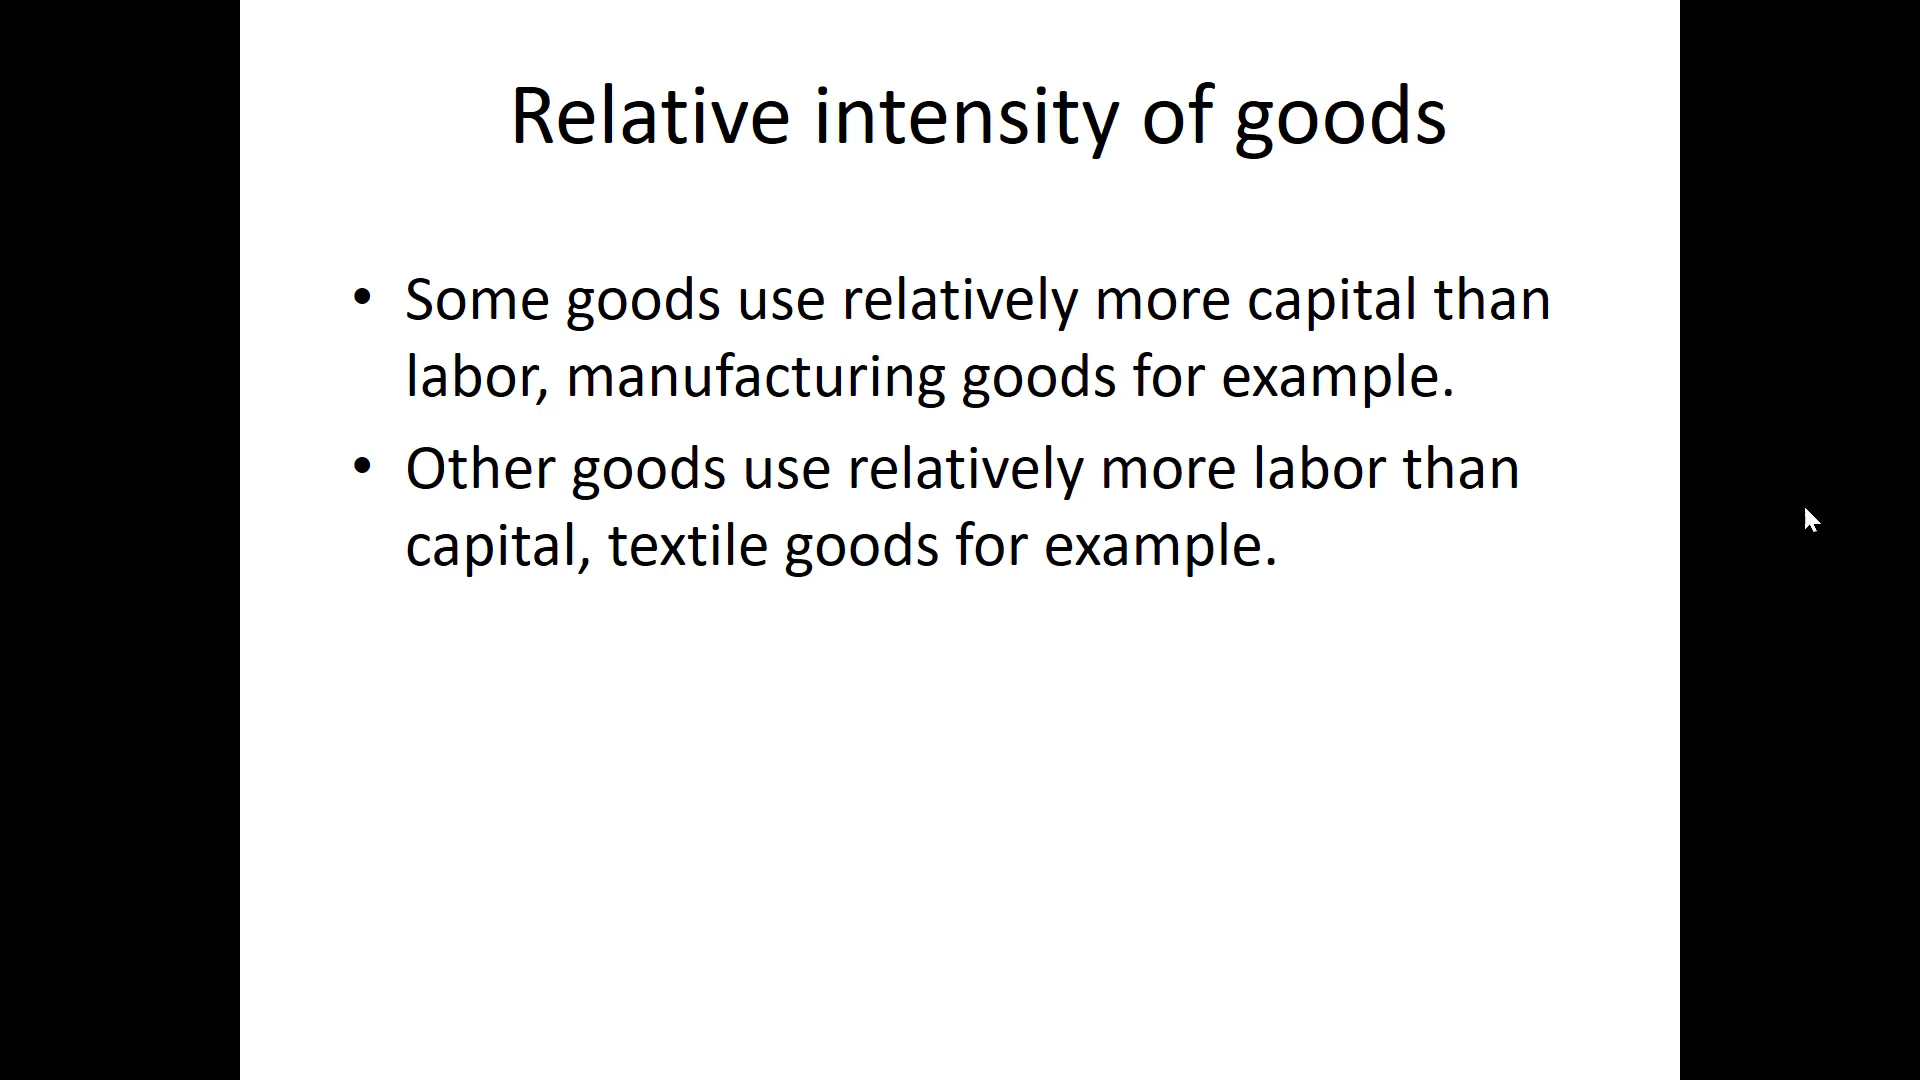 Relative intensity of goods
• Some goods use relatively more capital than
labor, manufacturing goods for example.
• Other goods use relatively more labor than
capital, textile goods for example.